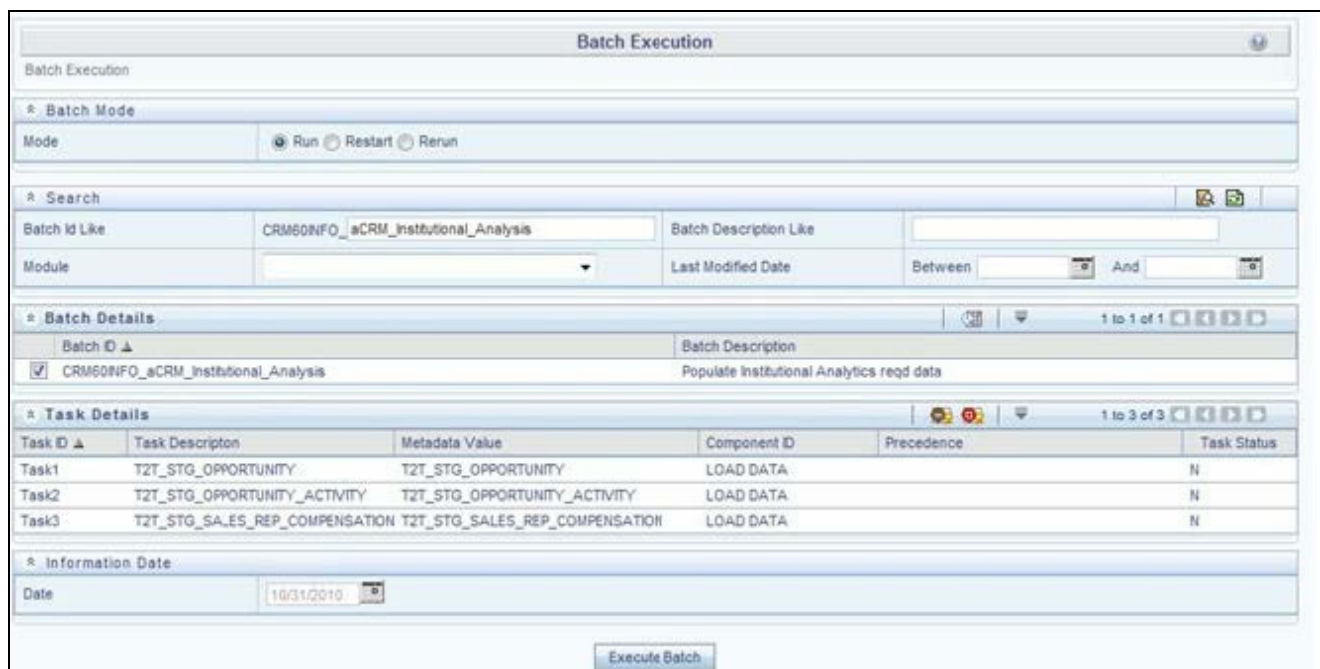 Batch Execution
Batch Execution
Batch Mode
Mode Run Restart Rerun
Search
Batch Id Like CRM60INFO_ aCRM_Institutional_Analysis Batch Description Like
Module Last Modified Date Between And
Batch Details 1 to 1 of 1
Batch ID Batch Description
CRM60INFO_aCRM_Institutional_Analysis Populate Institutional Analytics reqd data
Task Details 1 to 3 of 3
Task ID Task Descripton Metadata Value Component ID Precedence Task Status
Task1 T2T_STG_OPPORTUNITY T2T_STG_OPPORTUNITY LOAD DATA N
Task2 T2T_STG_OPPORTUNITY_ACTIVITY T2T_STG_OPPORTUNITY_ACTIVITY LOAD DATA N
Task3 T2T_STG_SALES_REP_COMPENSATION T2T_STG_SALES_REP_COMPENSATION LOAD DATA N
Information Date
Date 10/31/2010
Execute Batch